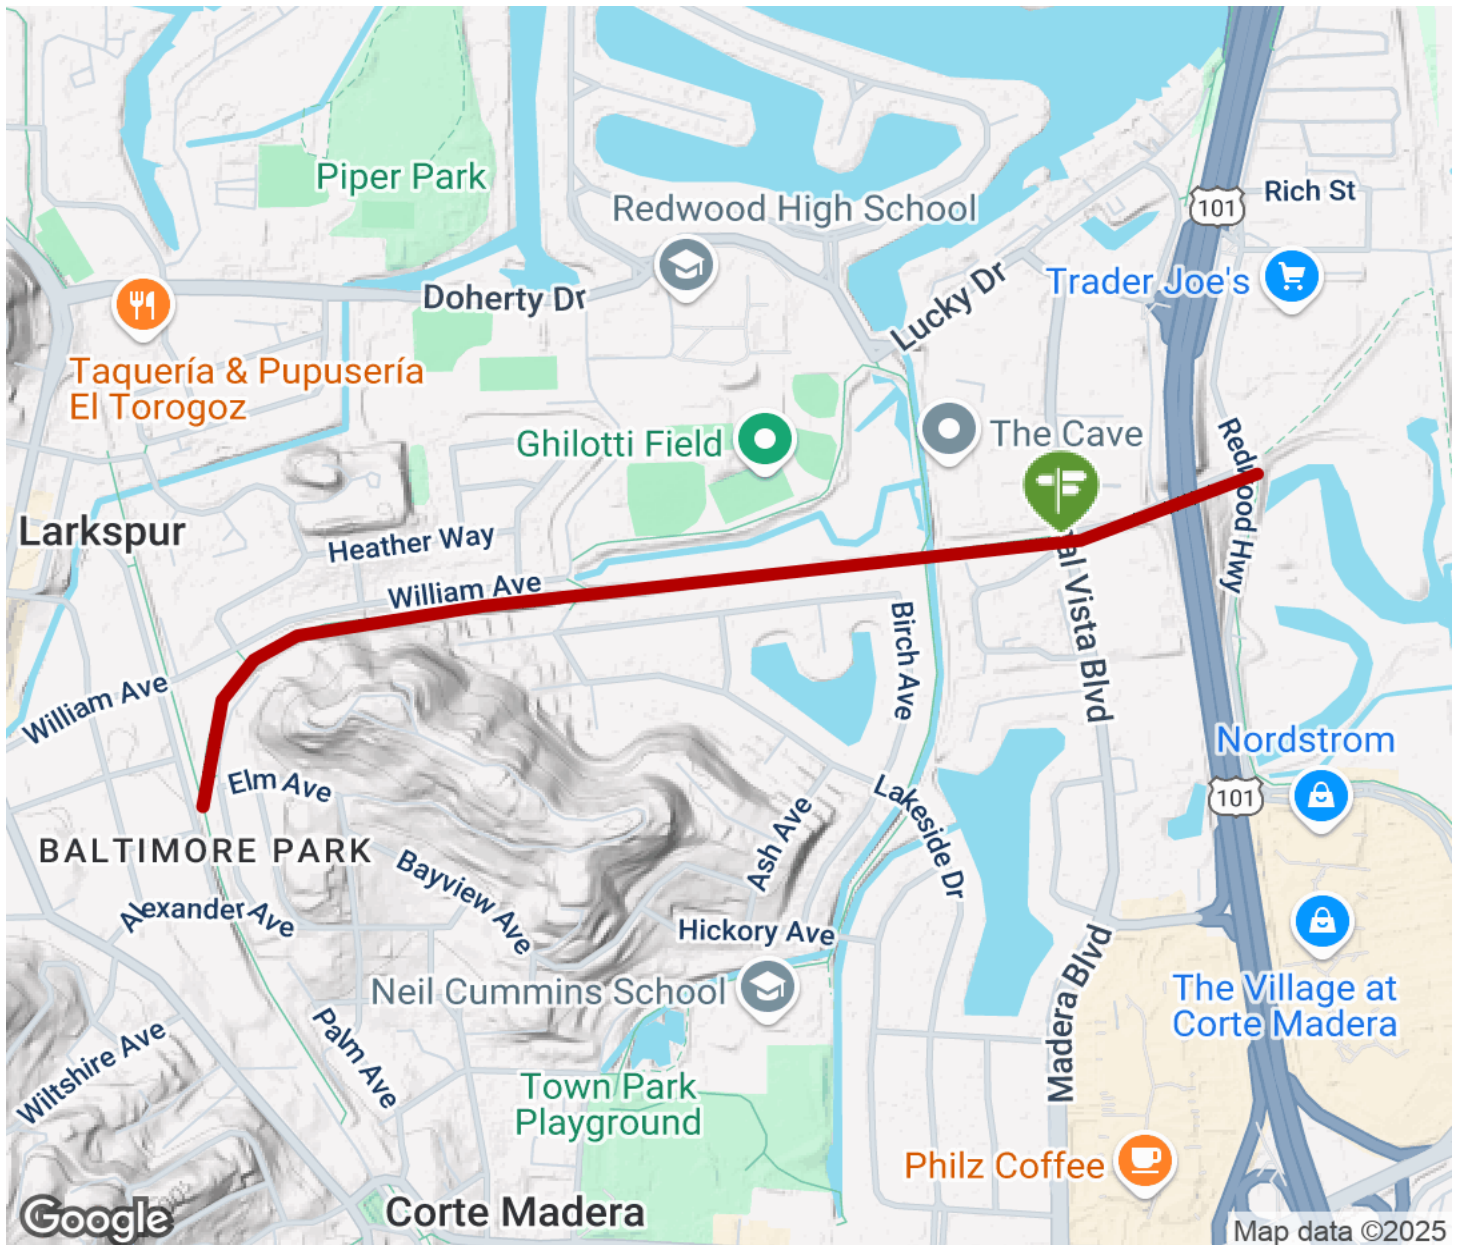 Piper Park
Redwood High School
Rich St
101
Trader Joe's
Doherty Dr
Lucky Dr
Taquería & Pupusería
El Torogoz
Ghilotti Field
The Cave
Redwood Hwy
Larkspur
Heather Way
William Ave
al Vista Blvd
Birch Ave
William Ave
Nordstrom
Elm Ave
Lakeside Dr
101
BALTIMORE PARK
Ash Ave
Bayview Ave
Alexander Ave
Hickory Ave
Madera Blvd
Neil Cummins School
The Village at
Corte Madera
Palm Ave
Wiltshire Ave
Town Park
Playground
Philz Coffee
Corte Madera
Google
Map data ©2025